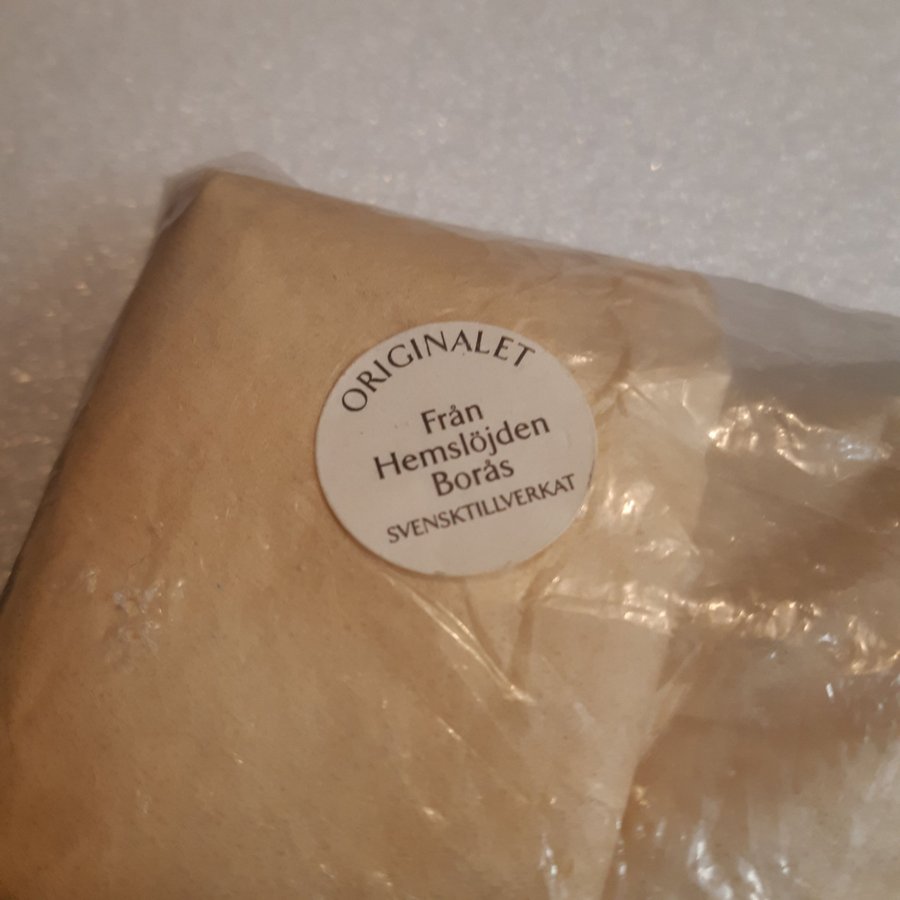 ORIGINALET
Från
Hemslöjden
Borås
SVENSKTILLVERKAT